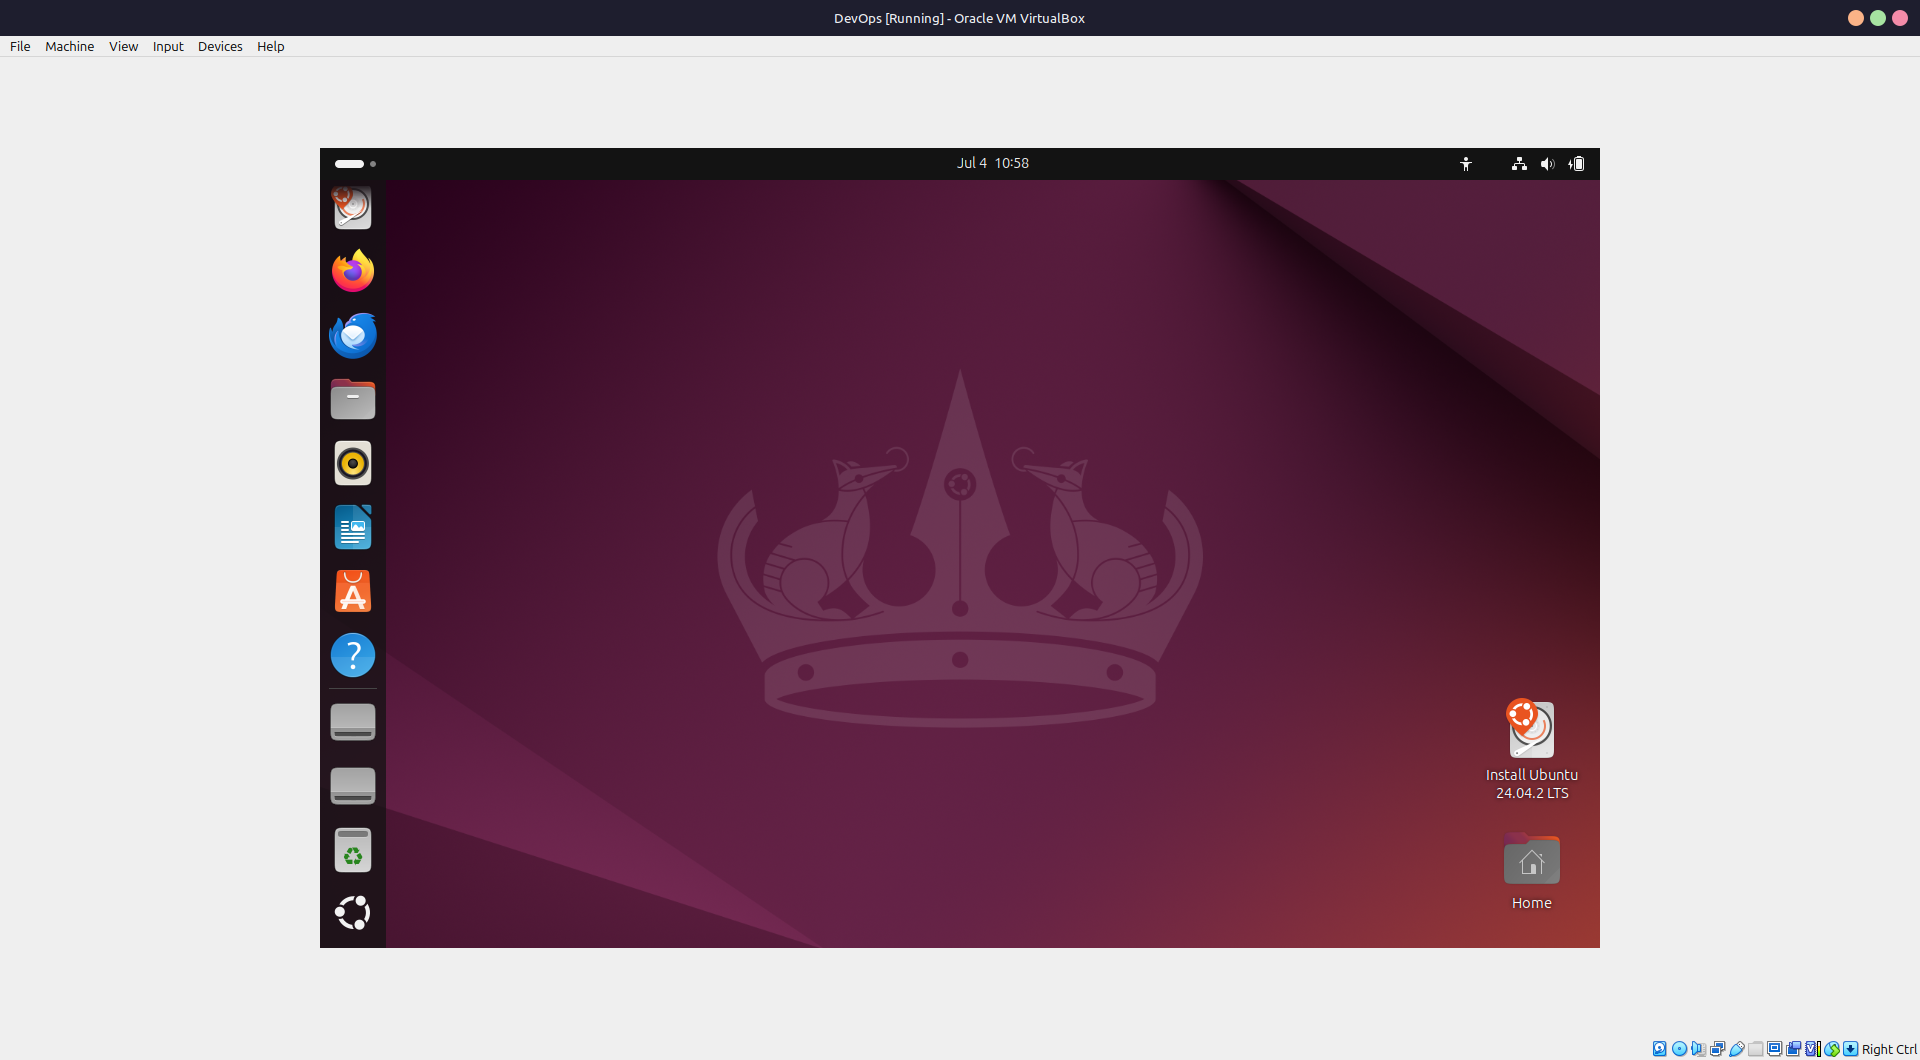 DevOps [Running] - Oracle VM VirtualBox
File Machine View Input Devices Help
Jul 4 10:58
Install Ubuntu
24.04.2 LTS
Home
Right Ctrl